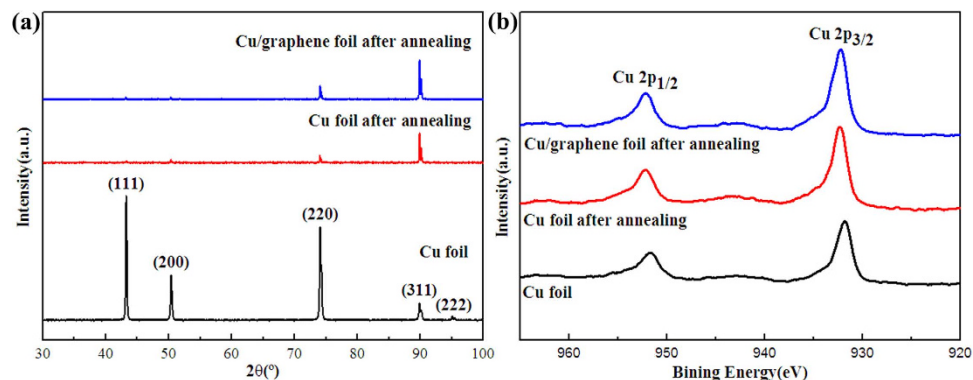 (a)
Cu/graphene foil after annealing
Cu foil after annealing
(111)
(200)
(220)
Cu foil
(311)
(222)
Intensity(a.u.)
30 40 50 60 70 80 90 100
2θ(º)
(b)
Cu 2p3/2
Cu 2p1/2
Cu/graphene foil after annealing
Cu foil after annealing
Cu foil
Intensity(a.u.)
960 950 940 930 920
Bining Energy(eV)